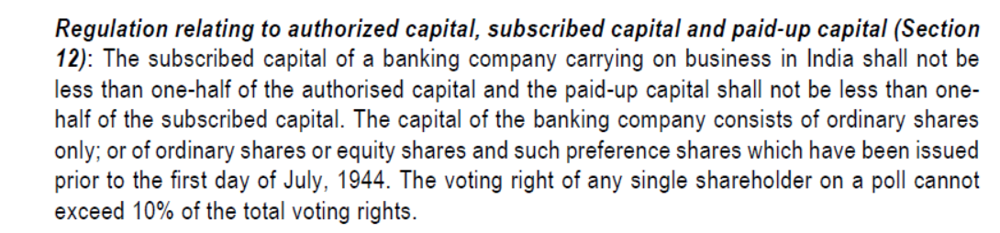 Regulation relating to authorized capital, subscribed capital and paid-up capital (Section
12): The subscribed capital of a banking company carrying on business in India shall not be
less than one-half of the authorised capital and the paid-up capital shall not be less than one-
half of the subscribed capital. The capital of the banking company consists of ordinary shares
only; or of ordinary shares or equity shares and such preference shares which have been issued
prior to the first day of July, 1944. The voting right of any single shareholder on a poll cannot
exceed 10% of the total voting rights.